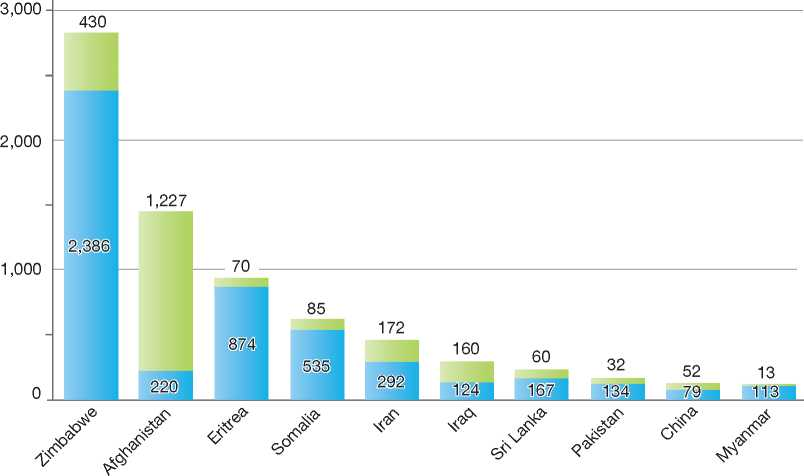 3,000
2,000
1,000
0
430
2,386
1,227
220
70
874
85
535
172
292
160
124
60
167
32
134
52
79
13
113
Zimbabwe
Afghanistan
Eritrea
Somalia
Iran
Iraq
Sri Lanka
Pakistan
China
Myanmar